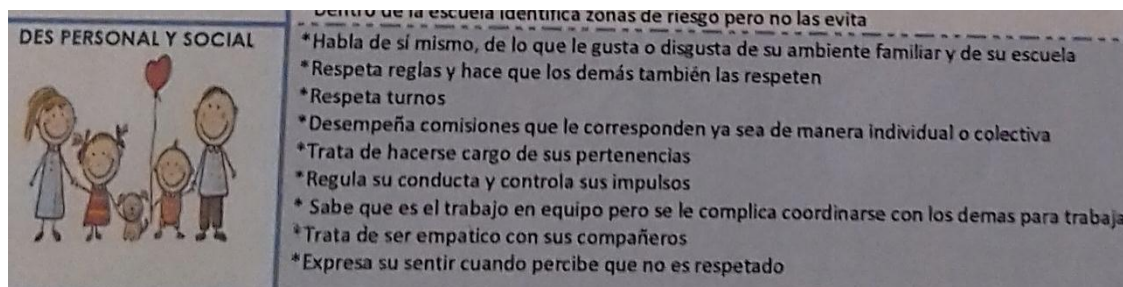 Dentro de la escuela identifica zonas de riesgo pero no las evita
DES PERSONAL Y SOCIAL
*Habla de sí mismo, de lo que le gusta o disgusta de su ambiente familiar y de su escuela
*Respeta reglas y hace que los demás también las respeten
*Respeta turnos
*Desempeña comisiones que le corresponden ya sea de manera individual o colectiva
*Trata de hacerse cargo de sus pertenencias
*Regula su conducta y controla sus impulsos
* Sabe que es el trabajo en equipo pero se le complica coordinarse con los demas para trabaja
*Trata de ser empatico con sus compañeros
*Expresa su sentir cuando percibe que no es respetado